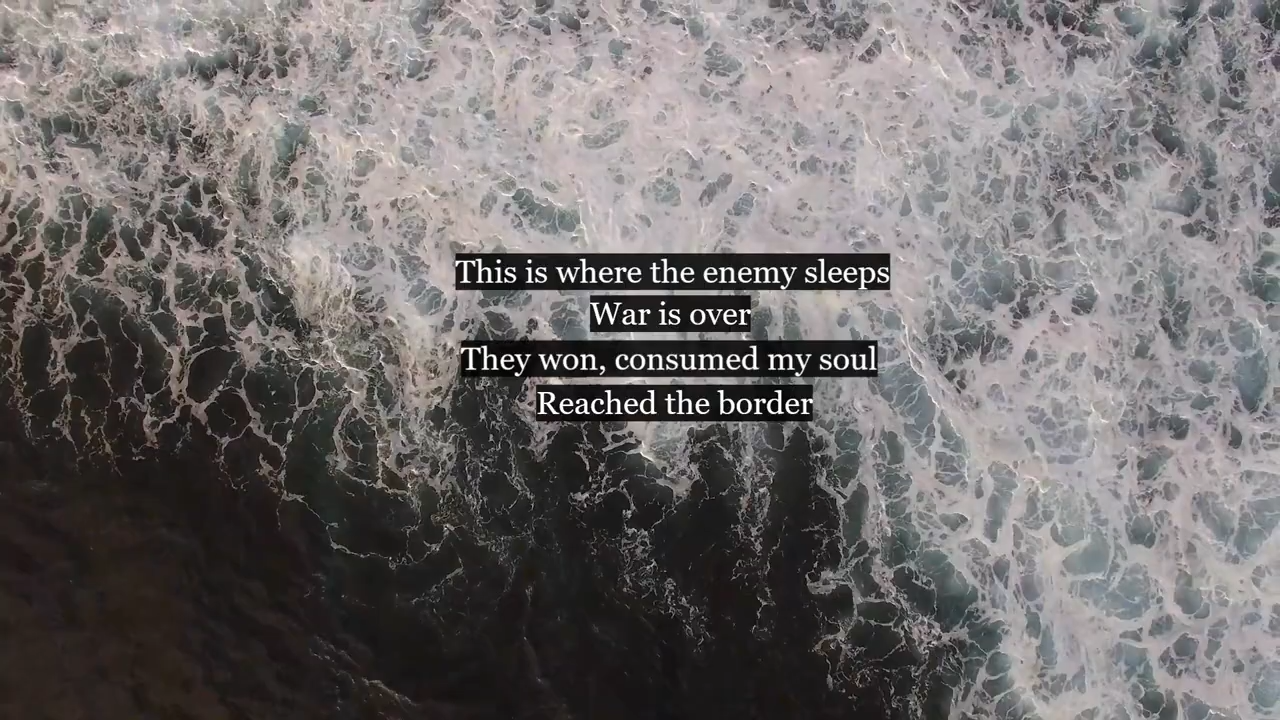 This is where the enemy sleeps
War is over
They won, consumed my soul
Reached the border